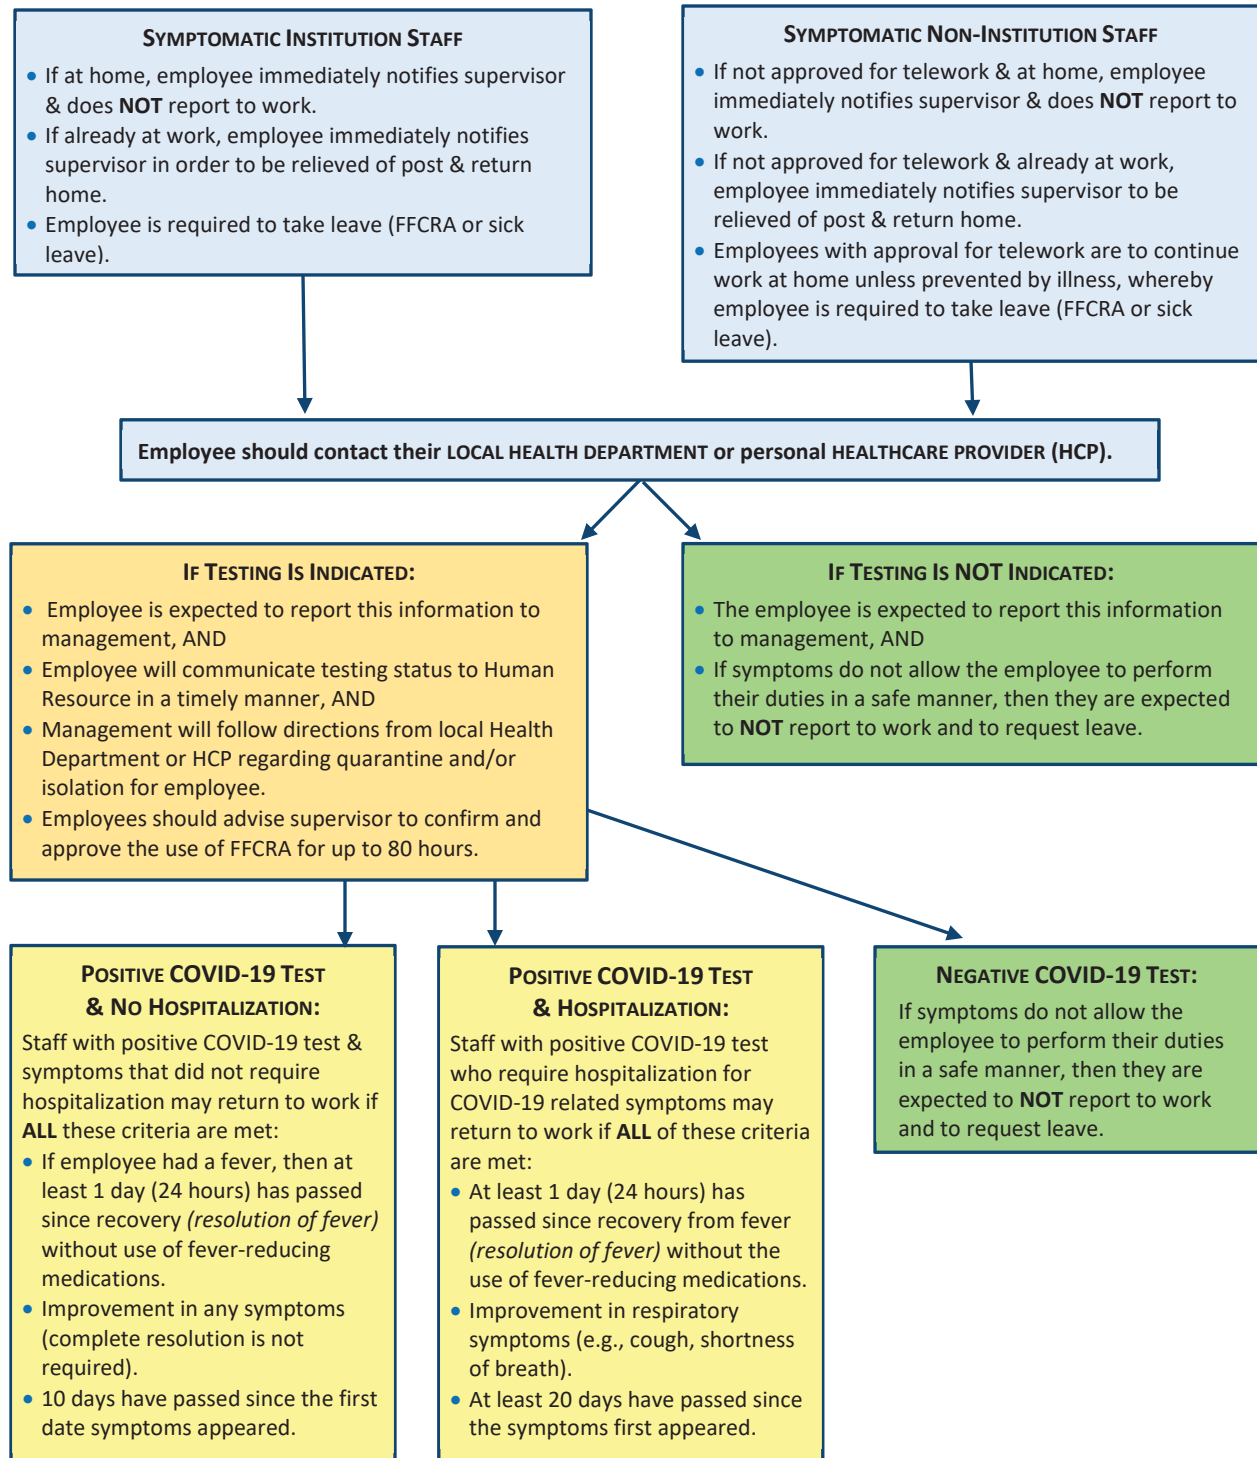 SYMPTOMATIC INSTITUTION STAFF
• If at home, employee immediately notifies supervisor
& does NOT report to work.
• If already at work, employee immediately notifies
supervisor in order to be relieved of post & return
home.
• Employee is required to take leave (FFCRA or sick
leave).
SYMPTOMATIC NON-INSTITUTION STAFF
• If not approved for telework & at home, employee
immediately notifies supervisor & does NOT report to
work.
• If not approved for telework & already at work,
employee immediately notifies supervisor to be
relieved of post & return home.
• Employees with approval for telework are to continue
work at home unless prevented by illness, whereby
employee is required to take leave (FFCRA or sick
leave).
Employee should contact their LOCAL HEALTH DEPARTMENT or personal HEALTHCARE PROVIDER (HCP).
IF TESTING IS INDICATED:
• Employee is expected to report this information to
management, AND
• Employee will communicate testing status to Human
Resource in a timely manner, AND
• Management will follow directions from local Health
Department or HCP regarding quarantine and/or
isolation for employee.
• Employees should advise supervisor to confirm and
approve the use of FFCRA for up to 80 hours.
IF TESTING IS NOT INDICATED:
• The employee is expected to report this information
to management, AND
• If symptoms do not allow the employee to perform
their duties in a safe manner, then they are expected
to NOT report to work and to request leave.
POSITIVE COVID-19 TEST
& NO HOSPITALIZATION:
Staff with positive COVID-19 test &
symptoms that did not require
hospitalization may return to work if
ALL these criteria are met:
• If employee had a fever, then at
least 1 day (24 hours) has passed
since recovery (resolution of fever)
without use of fever-reducing
medications.
• Improvement in any symptoms
(complete resolution is not
required).
• 10 days have passed since the first
date symptoms appeared.
POSITIVE COVID-19 TEST
& HOSPITALIZATION:
Staff with positive COVID-19 test
who require hospitalization for
COVID-19 related symptoms may
return to work if ALL of these criteria
are met:
• At least 1 day (24 hours) has
passed since recovery from fever
(resolution of fever) without the
use of fever-reducing medications.
• Improvement in respiratory
symptoms (e.g., cough, shortness
of breath).
• At least 20 days have passed since
the symptoms first appeared.
NEGATIVE COVID-19 TEST:
If symptoms do not allow the
employee to perform their duties
in a safe manner, then they are
expected to NOT report to work
and to request leave.